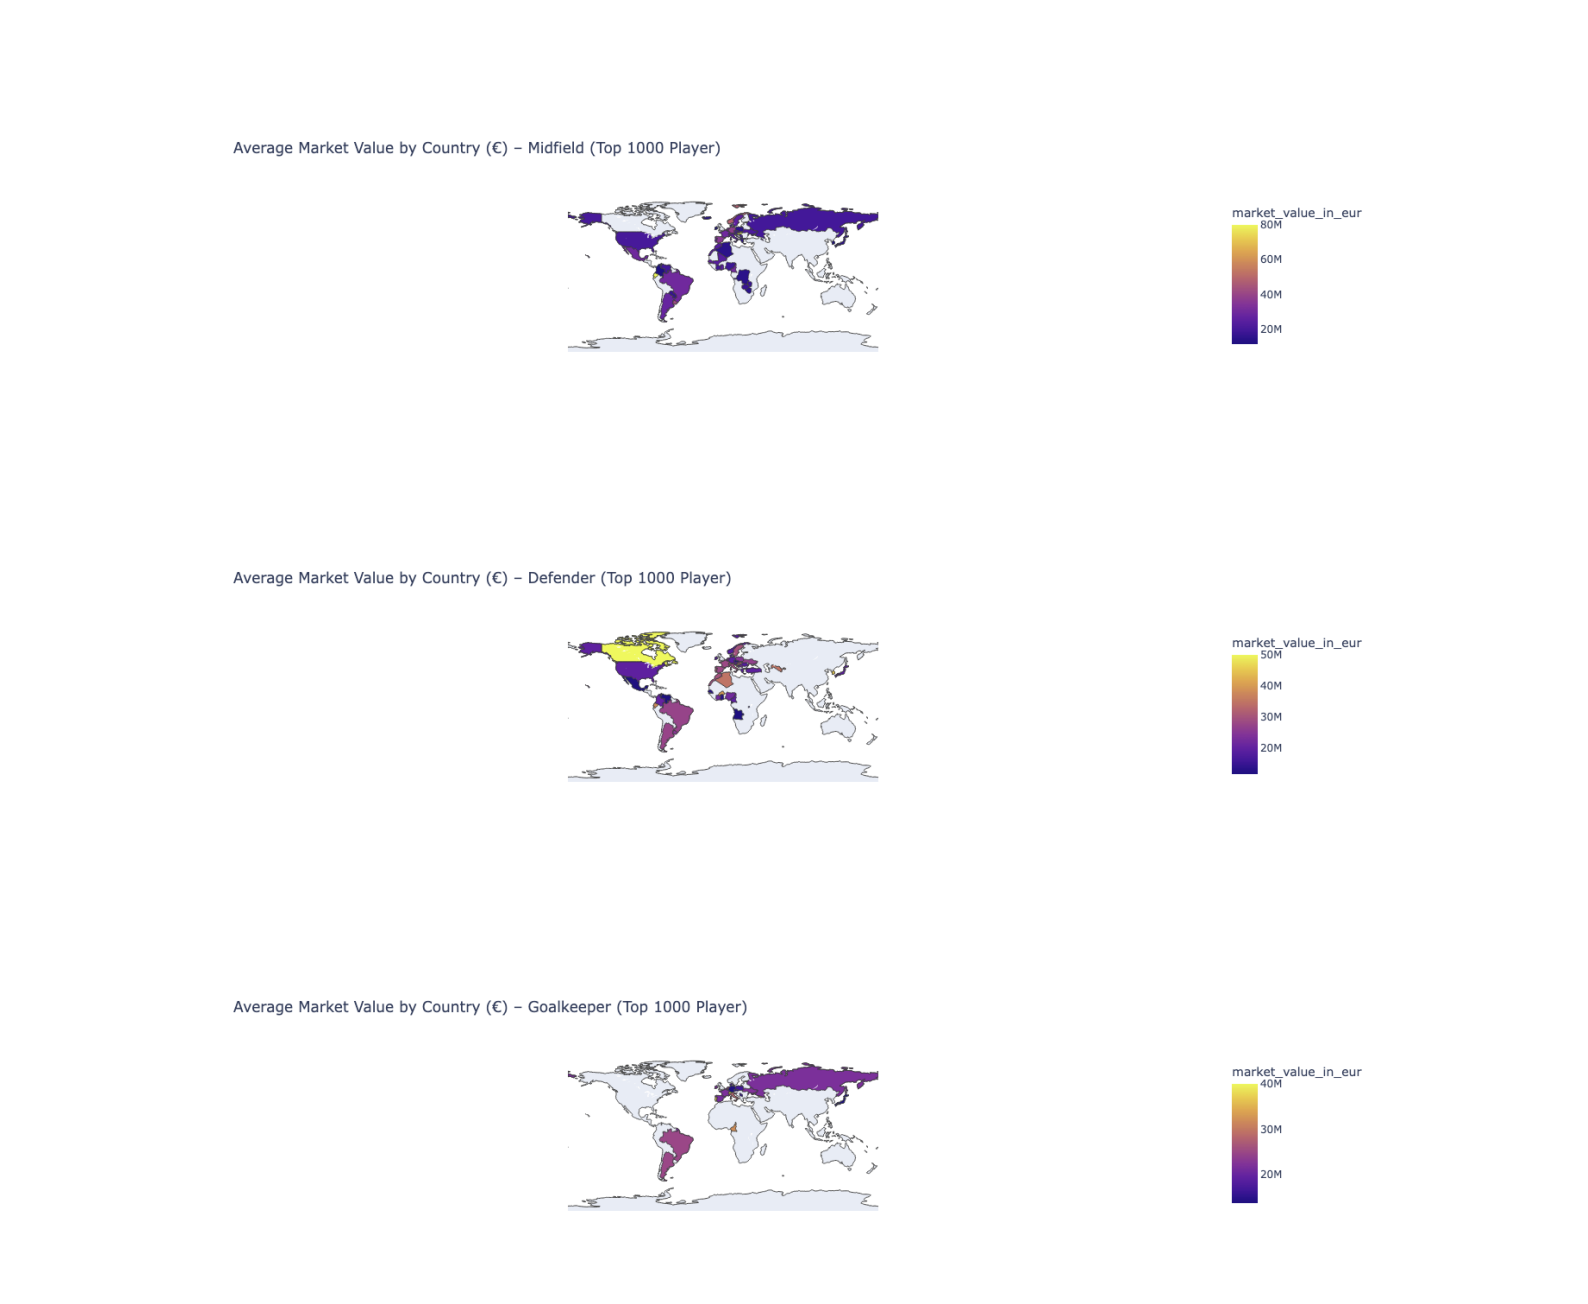 Average Market Value by Country (€) – Midfield (Top 1000 Player)
market_value_in_eur
80M
60M
40M
20M
Average Market Value by Country (€) – Defender (Top 1000 Player)
market_value_in_eur
50M
40M
30M
20M
Average Market Value by Country (€) – Goalkeeper (Top 1000 Player)
market_value_in_eur
40M
30M
20M